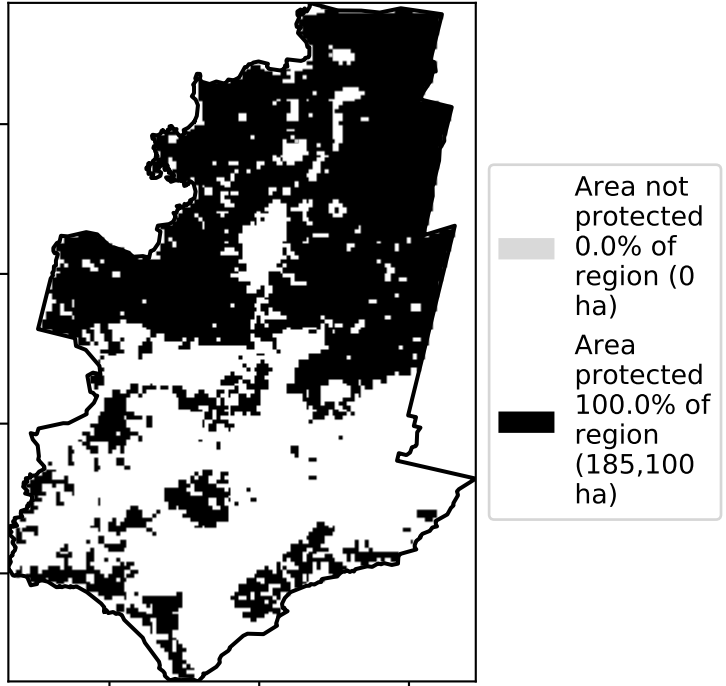 Area not
protected
0.0% of
region (0
ha)
Area
protected
100.0% of
region
(185,100
ha)